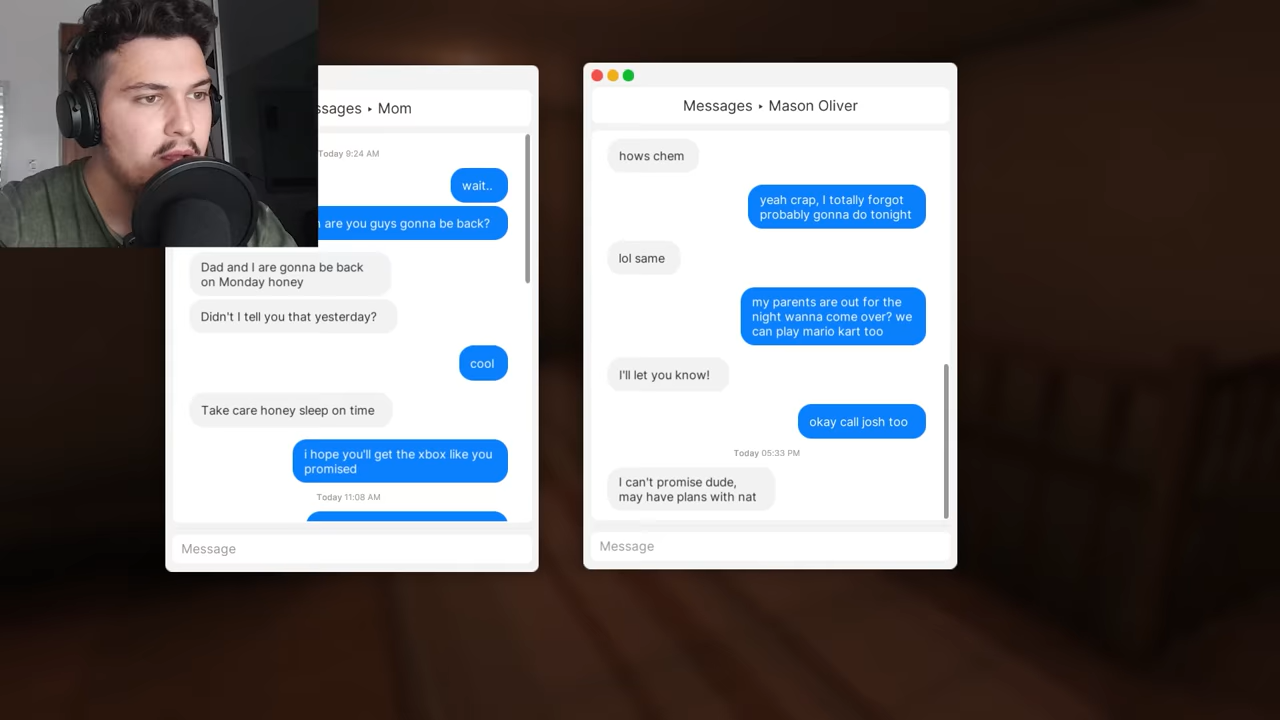 ssages ‣ Mom
Today 9:24 AM
wait..
are you guys gonna be back?
Dad and I are gonna be back
on Monday honey
Didn't I tell you that yesterday?
cool
Take care honey sleep on time
i hope you'll get the xbox like you
promised
Today 11:08 AM
Message
Messages ‣ Mason Oliver
hows chem
yeah crap, I totally forgot
probably gonna do tonight
lol same
my parents are out for the
night wanna come over? we
can play mario kart too
I'll let you know!
okay call josh too
Today 05:33 PM
I can't promise dude,
may have plans with nat
Message